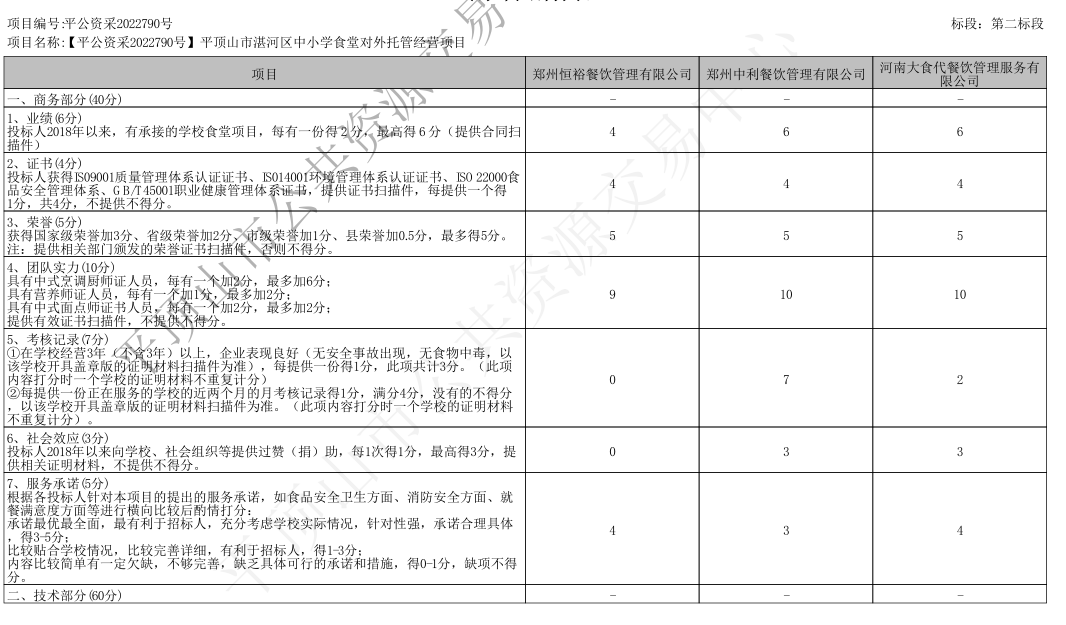 项目编号:平公资采2022790号 标段: 第二标段
项目名称:【平公资采2022790号】平顶山市湛河区中小学食堂对外托管经营项目
项目 郑州恒裕餐饮管理有限公司 郑州中利餐饮管理有限公司 河南大食代餐饮管理服务有
限公司
一、商务部分(40分) － － －
1、业绩(6分)
投标人2018年以来，有承接的学校食堂项目，每有一份得 2 分，最高得 6 分（提供合同扫
描件）
4 6 6
2、证书(4分)
投标人获得ISO9001质量管理体系认证证书、ISO14001环境管理体系认证证书、ISO 22000食
品安全管理体系、G B/T 45001职业健康管理体系证书，提供证书扫描件，每提供一个得
1分，共4分，不提供不得分。
4 4 4
3、荣誉(5分)
获得国家级荣誉加3分、省级荣誉加2分、市级荣誉加1分、县荣誉加0.5分，最多得5分。
注：提供相关部门颁发的荣誉证书扫描件，否则不得分。
5 5 5
4、团队实力(10分)
具有中式烹调厨师证人员，每有一个加2分，最多加6分；
具有营养师证人员，每有一个加1分，最多加2分；
具有中式面点师证书人员，每有一个加2分，最多加2分；
提供有效证书扫描件，不提供不得分。
9 10 10
5、考核记录(7分)
①在学校经营3年（不含3年）以上，企业表现良好（无安全事故出现，无食物中毒，以
该学校开具盖章版的证明材料扫描件为准），每提供一份得1分，此项共计3分。（此项
内容打分时一个学校的证明材料不重复计分）
②每提供一份正在服务的学校的近两个月的月考核记录得1分，满分4分，没有的不得分
，以该学校开具盖章版的证明材料扫描件为准。（此项内容打分时一个学校的证明材料
不重复计分）。
0 7 2
6、社会效应(3分)
投标人2018年以来向学校、社会组织等提供过赞（捐）助，每1次得1分，最高得3分，提
供相关证明材料，不提供不得分。
0 3 3
7、服务承诺(5分)
根据各投标人针对本项目的提出的服务承诺，如食品安全卫生方面、消防安全方面、就
餐满意度方面等进行横向比较后酌情打分：
承诺最优最全面，最有利于招标人，充分考虑学校实际情况，针对性强，承诺合理具体
，得3-5分；
比较贴合学校情况，比较完善详细，有利于招标人，得1-3分；
内容比较简单有一定欠缺，不够完善，缺乏具体可行的承诺和措施，得0-1分，缺项不得
分。
4 3 4
二、技术部分(60分) － － －
平顶山市公共资源交易
平顶山市公共资源交易中心